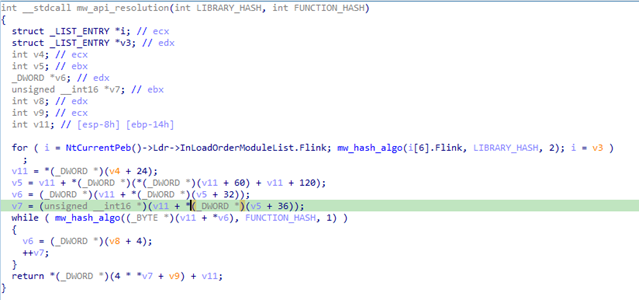 int __stdcall mw_api_resolution(int LIBRARY_HASH, int FUNCTION_HASH)
{
  struct _LIST_ENTRY *i; // ecx
  struct _LIST_ENTRY *v3; // edx
  int v4; // ecx
  int v5; // ebx
  _DWORD *v6; // edx
  unsigned __int16 *v7; // ebx
  int v8; // edx
  int v9; // ecx
  int v11; // [esp-8h] [ebp-14h]
  for ( i = NtCurrentPeb()->Ldr->InLoadOrderModuleList.Flink; mw_hash_algo(i[6].Flink, LIBRARY_HASH, 2); i = v3 )
    ;
  v11 = *(_DWORD *)(v4 + 24);
  v5 = v11 + *(_DWORD *)(*(_DWORD *)(v11 + 60) + v11 + 120);
  v6 = (_DWORD *)(v11 + *(_DWORD *)(v5 + 32));
  v7 = (unsigned __int16 *)(v11 + *(_DWORD *)(v5 + 36));
  while ( mw_hash_algo((_BYTE *)(v11 + *v6), FUNCTION_HASH, 1) )
  {
    v6 = (_DWORD *)(v8 + 4);
    ++v7;
  }
  return *(_DWORD *)(4 * *v7 + v9) + v11;
}